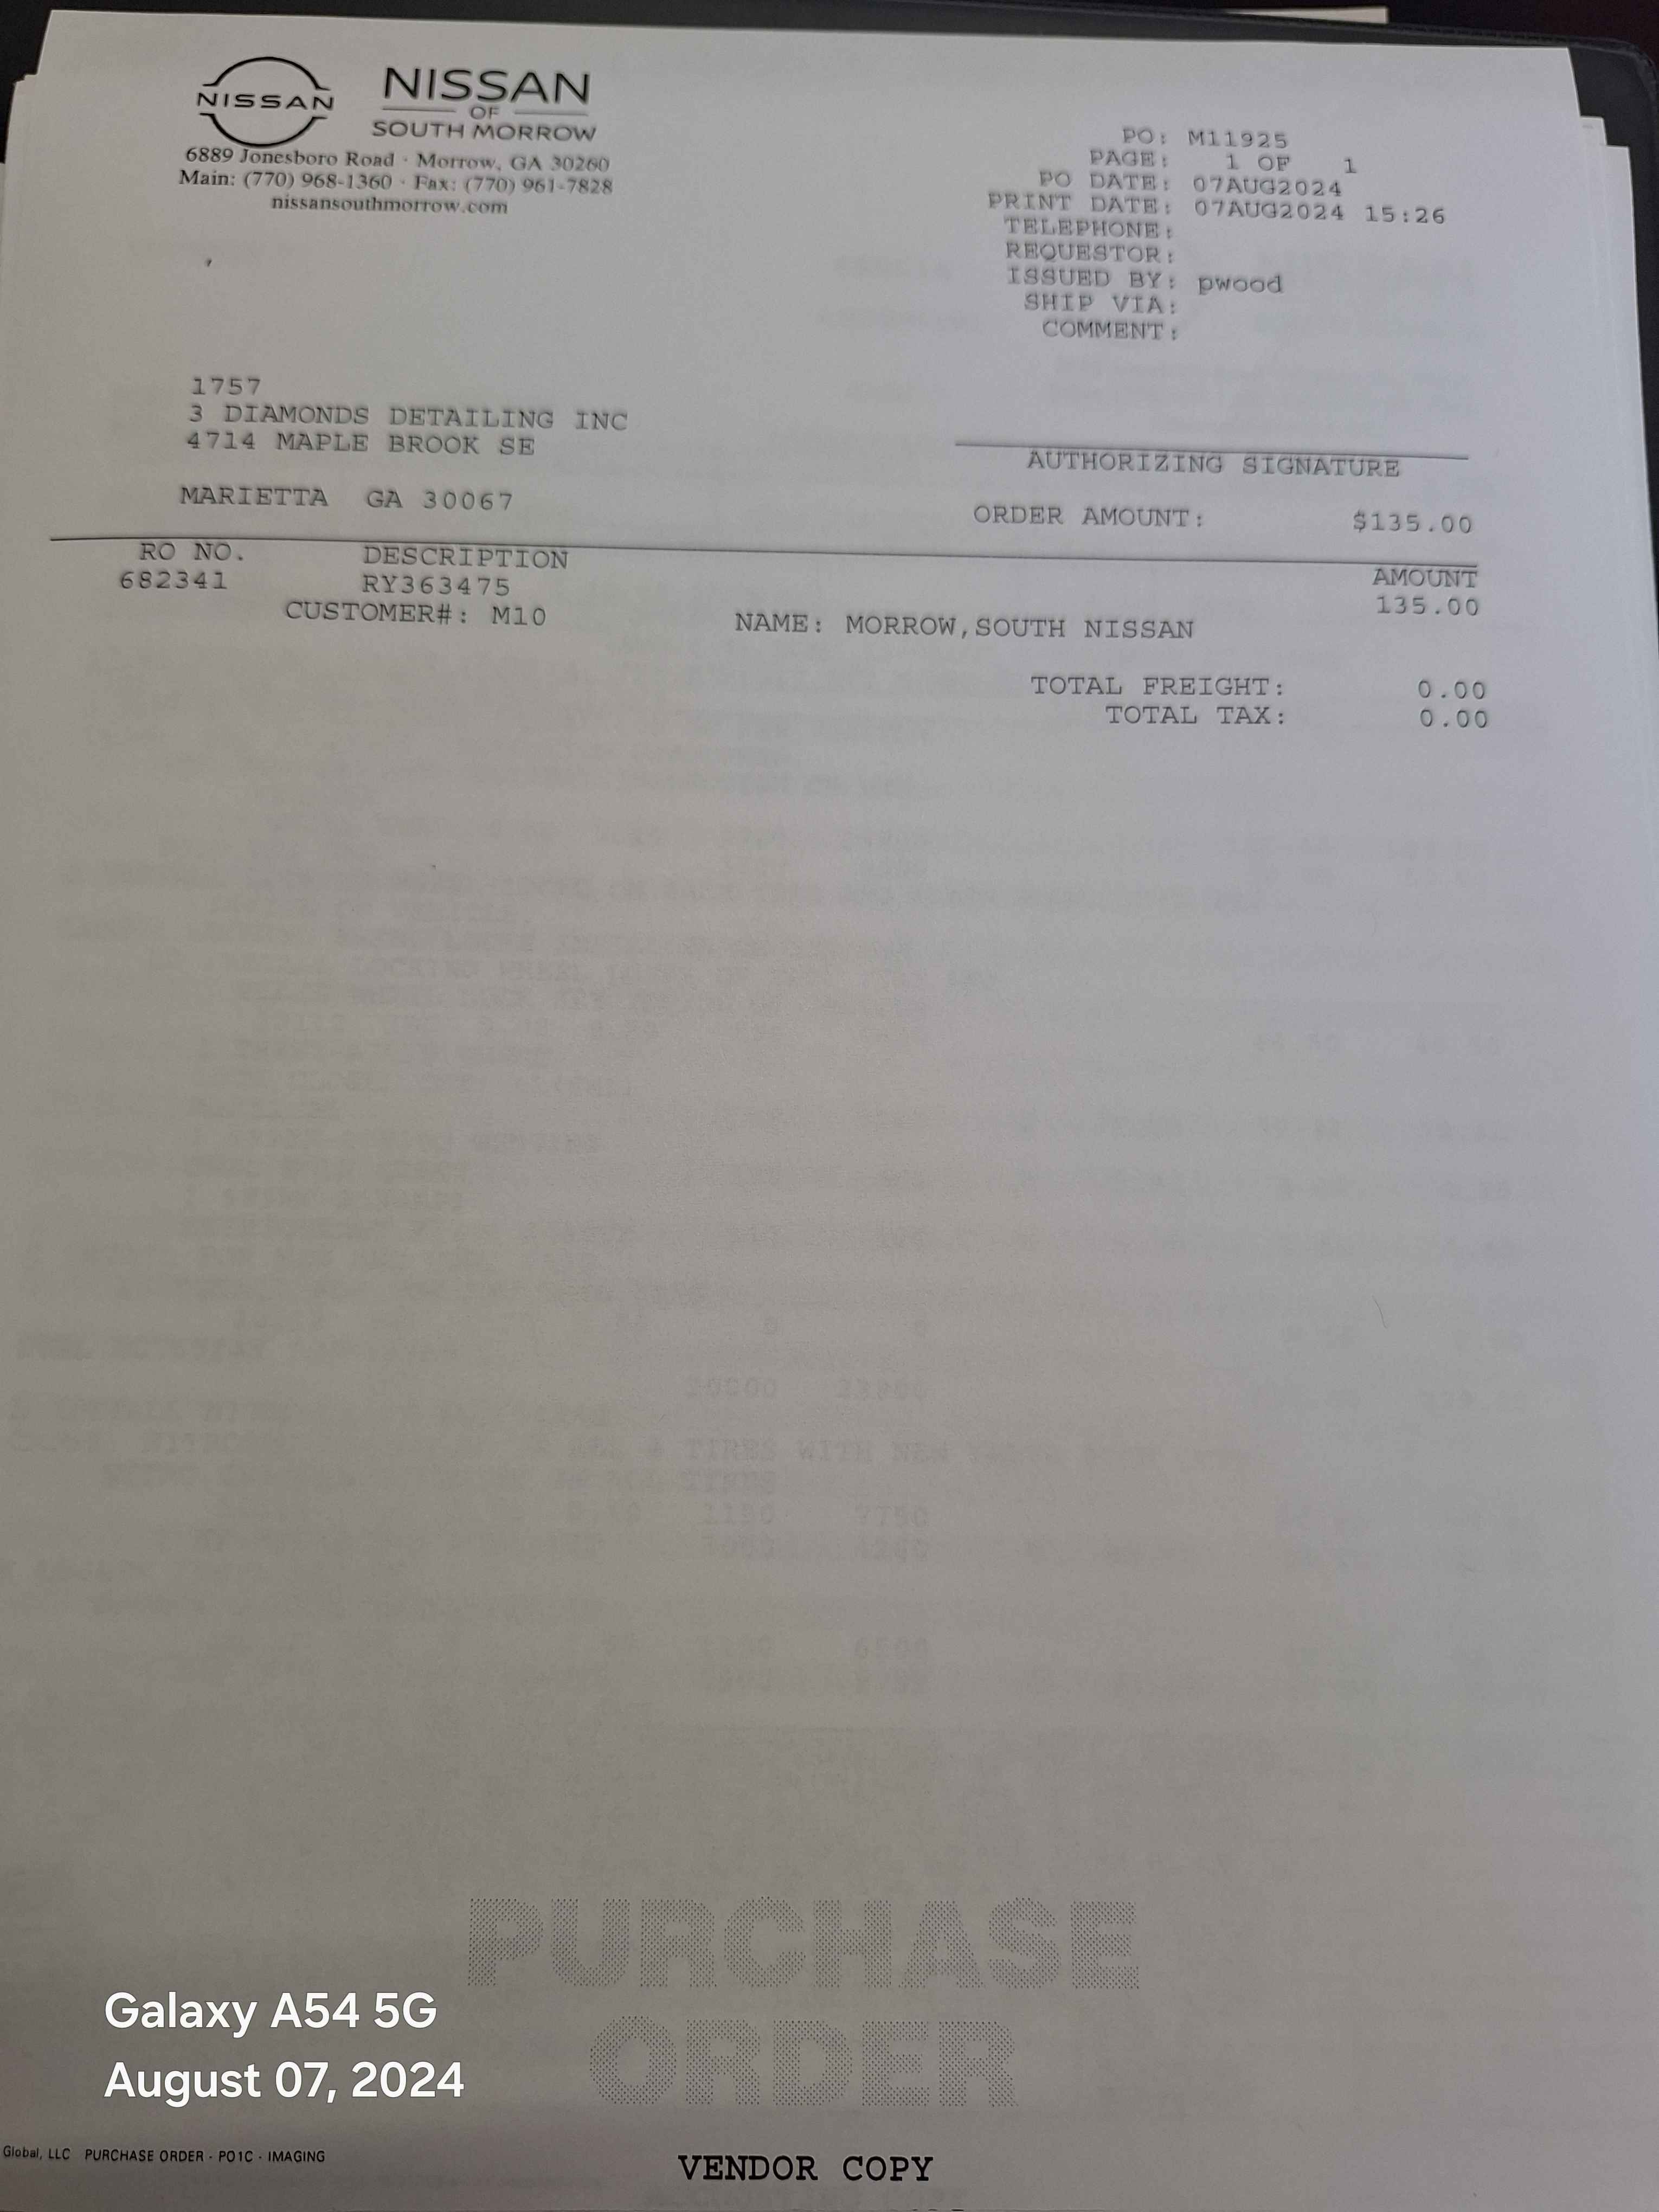 NISSAN
NISSAN
OF
SOUTH MORROW
6889 Jonesboro Road · Morrow, GA 30260
Main: (770) 968-1360 · Fax: (770) 961-7828
nissansouthmorrow.com
PO: M11925
PAGE: 1 OF 1
PO DATE: 07AUG2024
PRINT DATE: 07AUG2024 15:26
TELEPHONE:
REQUESTOR:
ISSUED BY: pwood
SHIP VIA:
COMMENT:
1757
3 DIAMONDS DETAILING INC
4714 MAPLE BROOK SE
MARIETTA GA 30067
AUTHORIZING SIGNATURE
ORDER AMOUNT: $135.00
RO NO. DESCRIPTION AMOUNT
682341 RY363475 135.00
CUSTOMER#: M10 NAME: MORROW,SOUTH NISSAN
TOTAL FREIGHT: 0.00
TOTAL TAX: 0.00
PURCHASE
ORDER
Galaxy A54 5G
August 07, 2024
Global, LLC PURCHASE ORDER · PO1C · IMAGING
VENDOR COPY